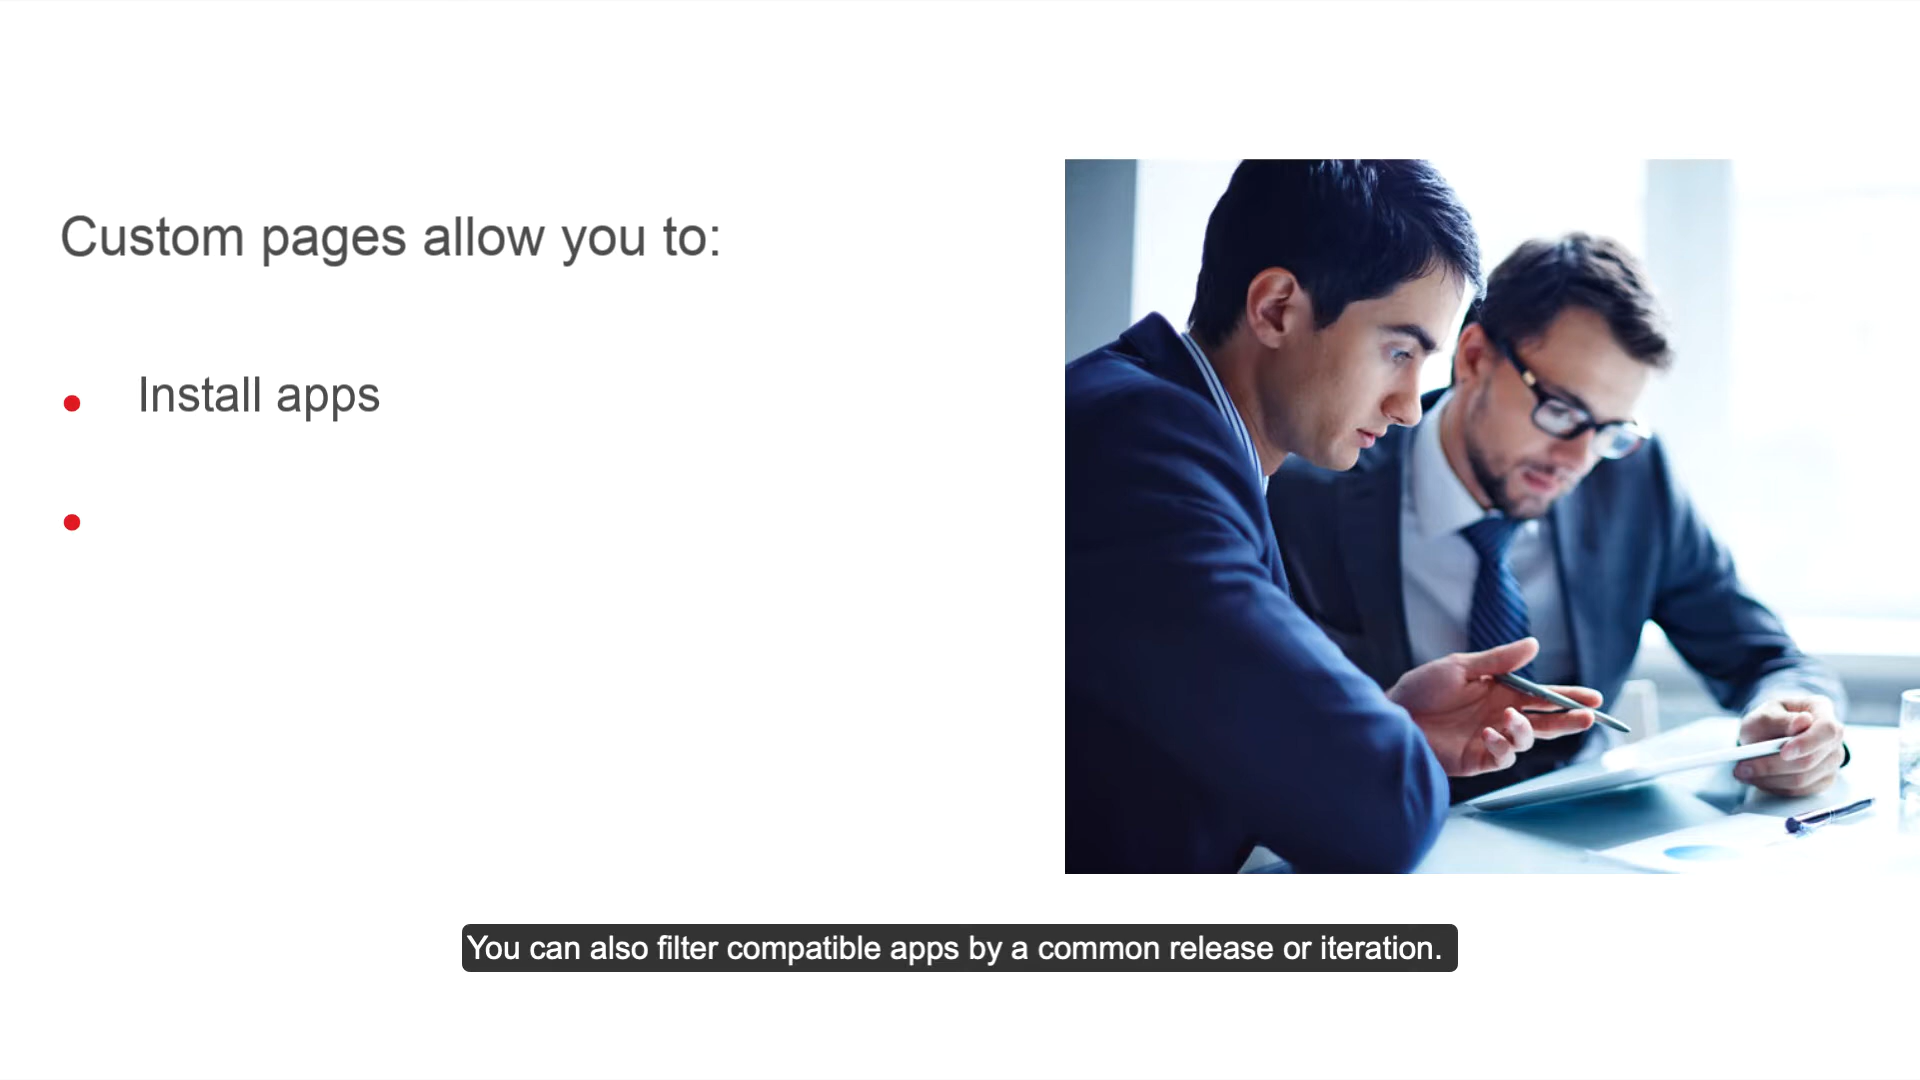 Custom pages allow you to:
Install apps
You can also filter compatible apps by a common release or iteration.